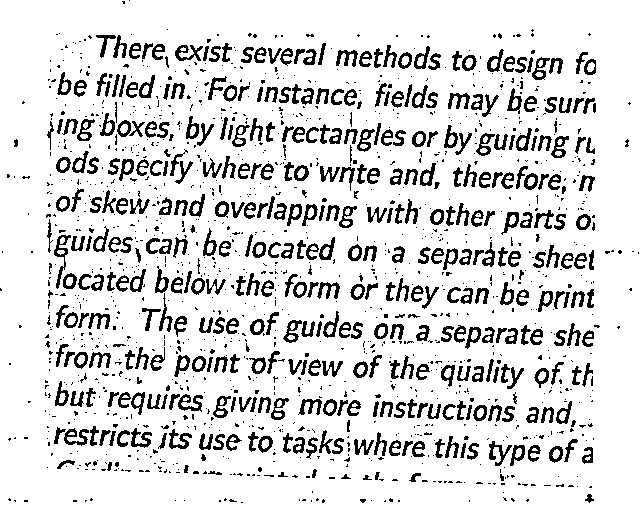 There exist several methods to design fo
be filled in. For instance, fields may be surr
ing boxes, by light rectangles or by guiding ru
ods specify where to write and, therefore, m
of skew and overlapping with other parts of
guides can be located on a separate sheet
located below the form or they can be print
form. The use of guides on a separate she
from the point of view of the quality of th
but requires giving more instructions and,
restricts its use to tasks where this type of a